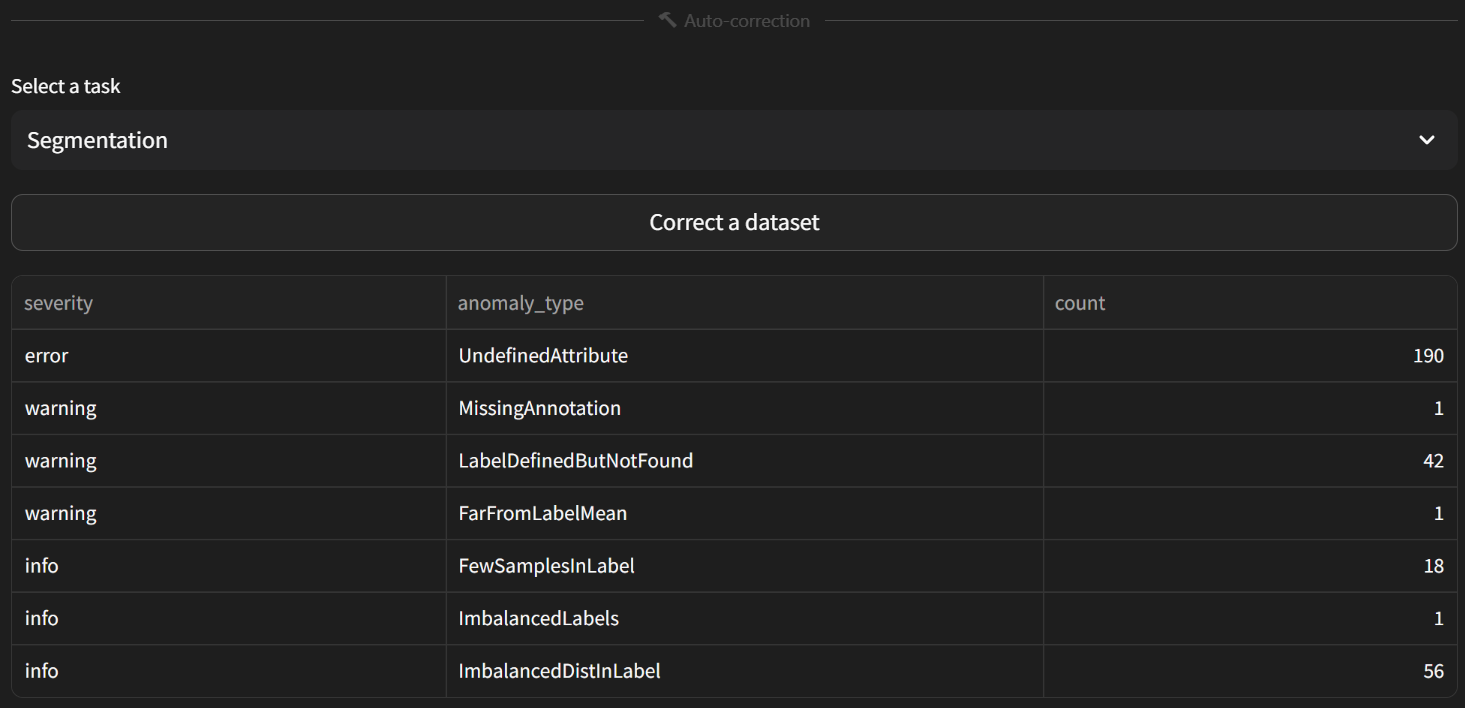 Auto-correction
Select a task
Segmentation
Correct a dataset
severity anomaly_type count
error UndefinedAttribute 190
warning MissingAnnotation 1
warning LabelDefinedButNotFound 42
warning FarFromLabelMean 1
info FewSamplesInLabel 18
info ImbalancedLabels 1
info ImbalancedDistInLabel 56